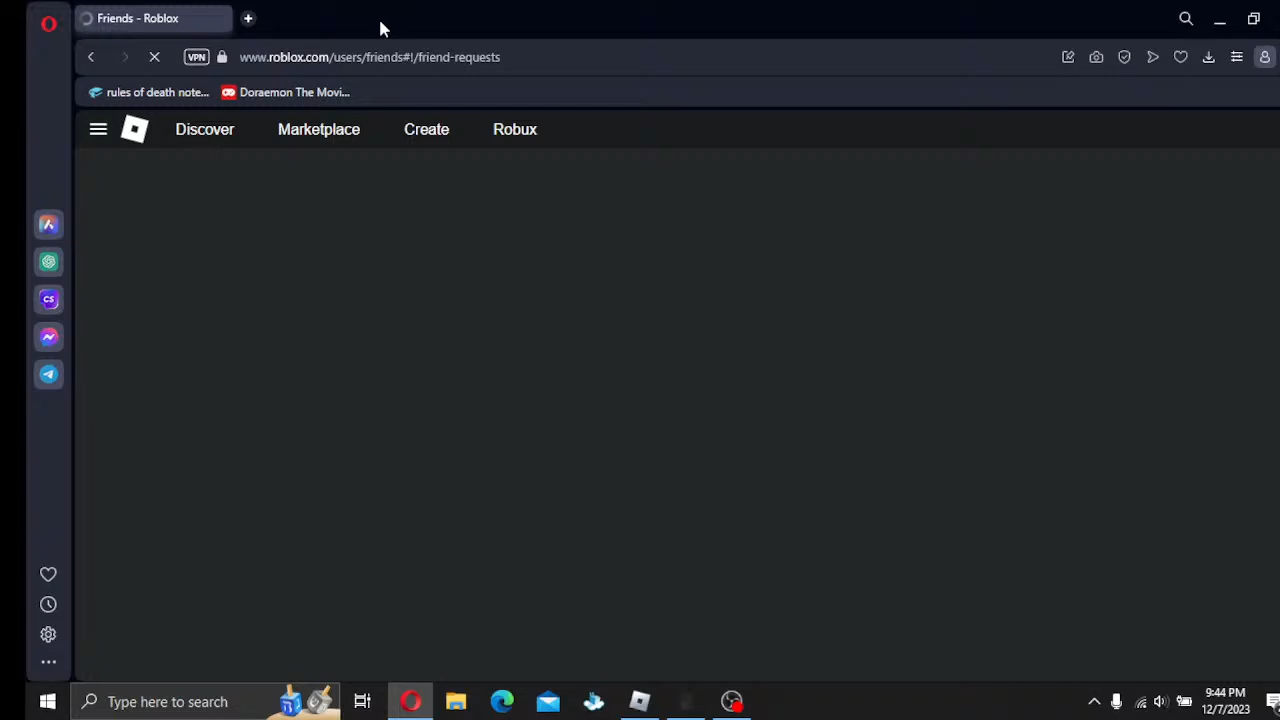 Friends - Roblox
VPN www.roblox.com/users/friends#!/friend-requests
rules of death note... Doraemon The Movi...
Discover Marketplace Create Robux
CS
Type here to search
9:44 PM
12/7/2023